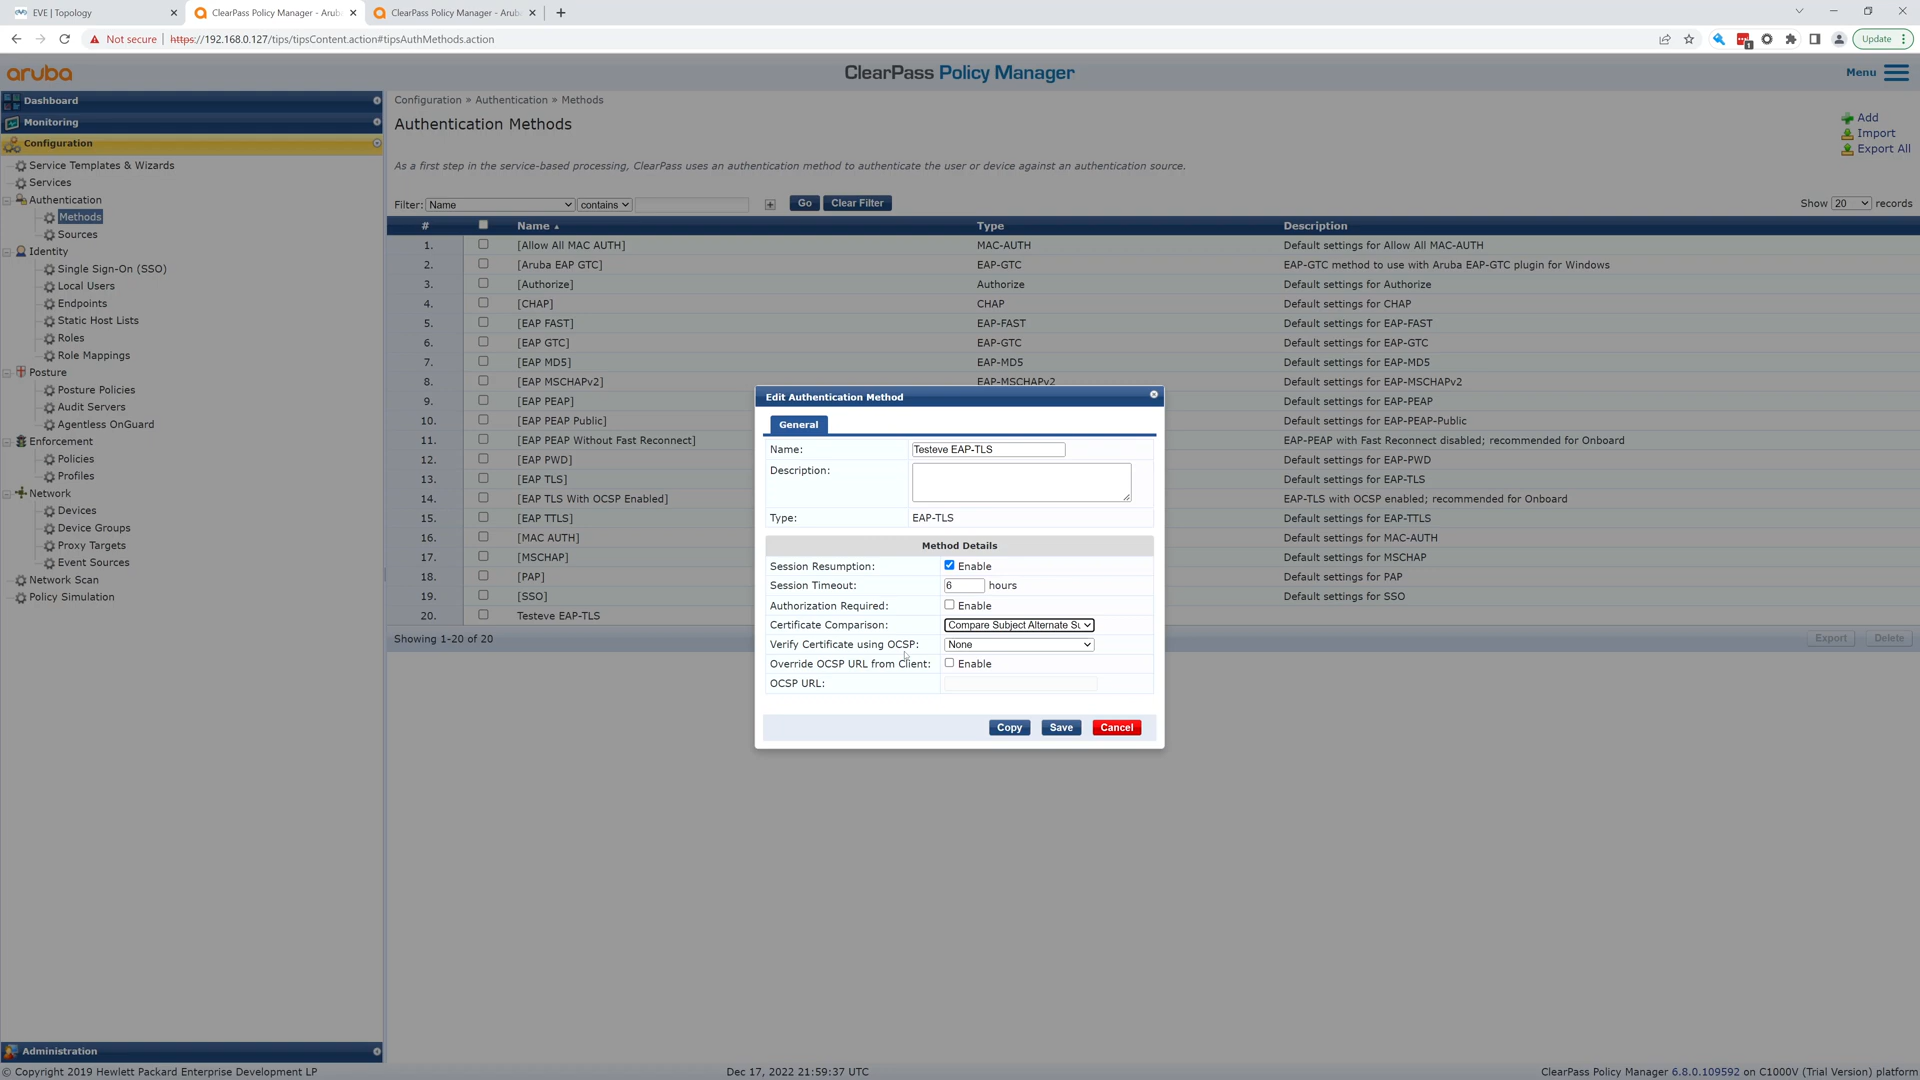 EVE | Topology
ClearPass Policy Manager - Arub
ClearPass Policy Manager - Arub
Not secure
https://192.168.0.127/tips/tipsContent.action#tipsAuthMethods.action
1
Update
aruba
ClearPass Policy Manager
Menu
Dashboard
Monitoring
Configuration
Service Templates & Wizards
Services
Authentication
Methods
Sources
Identity
Single Sign-On (SSO)
Local Users
Endpoints
Static Host Lists
Roles
Role Mappings
Posture
Posture Policies
Audit Servers
Agentless OnGuard
Enforcement
Policies
Profiles
Network
Devices
Device Groups
Proxy Targets
Event Sources
Network Scan
Policy Simulation
Administration
Configuration » Authentication » Methods
Authentication Methods
Add
Import
Export All
As a first step in the service-based processing, ClearPass uses an authentication method to authenticate the user or device against an authentication source.
Filter: Name contains Go Clear Filter Show 20 records
# Name Type Description
1. [Allow All MAC AUTH] MAC-AUTH Default settings for Allow All MAC-AUTH
2. [Aruba EAP GTC] EAP-GTC EAP-GTC method to use with Aruba EAP-GTC plugin for Windows
3. [Authorize] Authorize Default settings for Authorize
4. [CHAP] CHAP Default settings for CHAP
5. [EAP FAST] EAP-FAST Default settings for EAP-FAST
6. [EAP GTC] EAP-GTC Default settings for EAP-GTC
7. [EAP MD5] EAP-MD5 Default settings for EAP-MD5
8. [EAP MSCHAPv2] EAP-MSCHAPv2 Default settings for EAP-MSCHAPv2
9. [EAP PEAP] Default settings for EAP-PEAP
10. [EAP PEAP Public] Default settings for EAP-PEAP-Public
11. [EAP PEAP Without Fast Reconnect] EAP-PEAP with Fast Reconnect disabled; recommended for Onboard
12. [EAP PWD] Default settings for EAP-PWD
13. [EAP TLS] Default settings for EAP-TLS
14. [EAP TLS With OCSP Enabled] EAP-TLS with OCSP enabled; recommended for Onboard
15. [EAP TTLS] Default settings for EAP-TTLS
16. [MAC AUTH] Default settings for MAC-AUTH
17. [MSCHAP] Default settings for MSCHAP
18. [PAP] Default settings for PAP
19. [SSO] Default settings for SSO
20. Testeve EAP-TLS
Showing 1-20 of 20
Export Delete
Edit Authentication Method
General
Name: Testeve EAP-TLS
Description:
Type: EAP-TLS
Method Details
Session Resumption: Enable
Session Timeout: 6 hours
Authorization Required: Enable
Certificate Comparison: Compare Subject Alternate Su
Verify Certificate using OCSP: None
Override OCSP URL from Client: Enable
OCSP URL:
Copy Save Cancel
© Copyright 2019 Hewlett Packard Enterprise Development LP
Dec 17, 2022 21:59:37 UTC
ClearPass Policy Manager 6.8.0.109592 on C1000V (Trial Version) platform